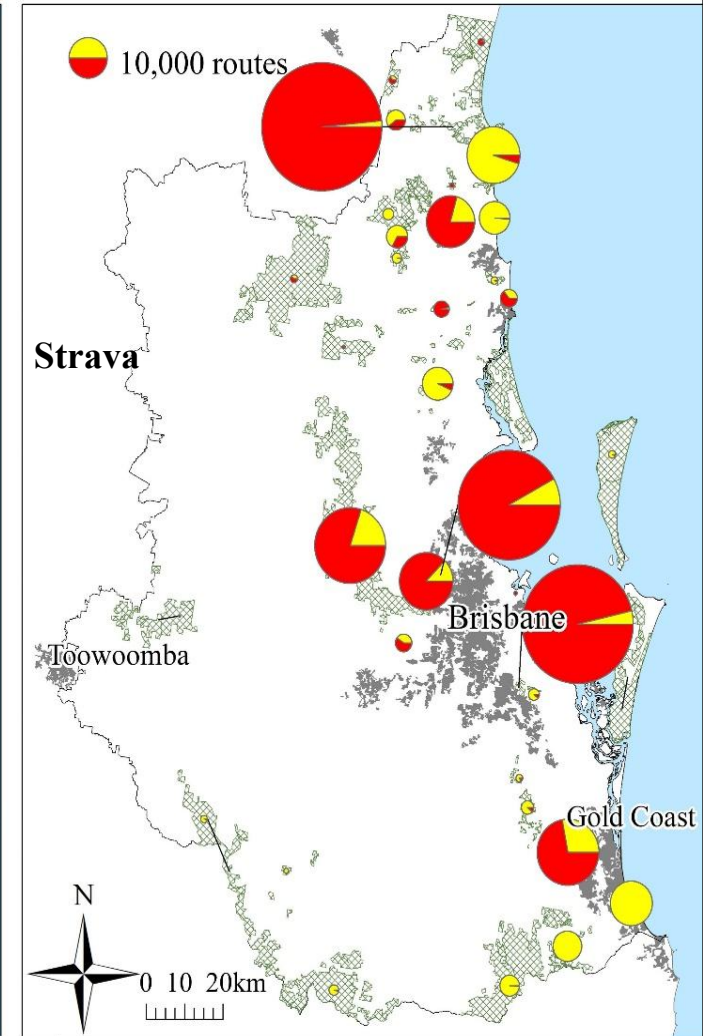 10,000 routes
Strava
Brisbane
Toowoomba
Gold Coast
N
0 10 20km